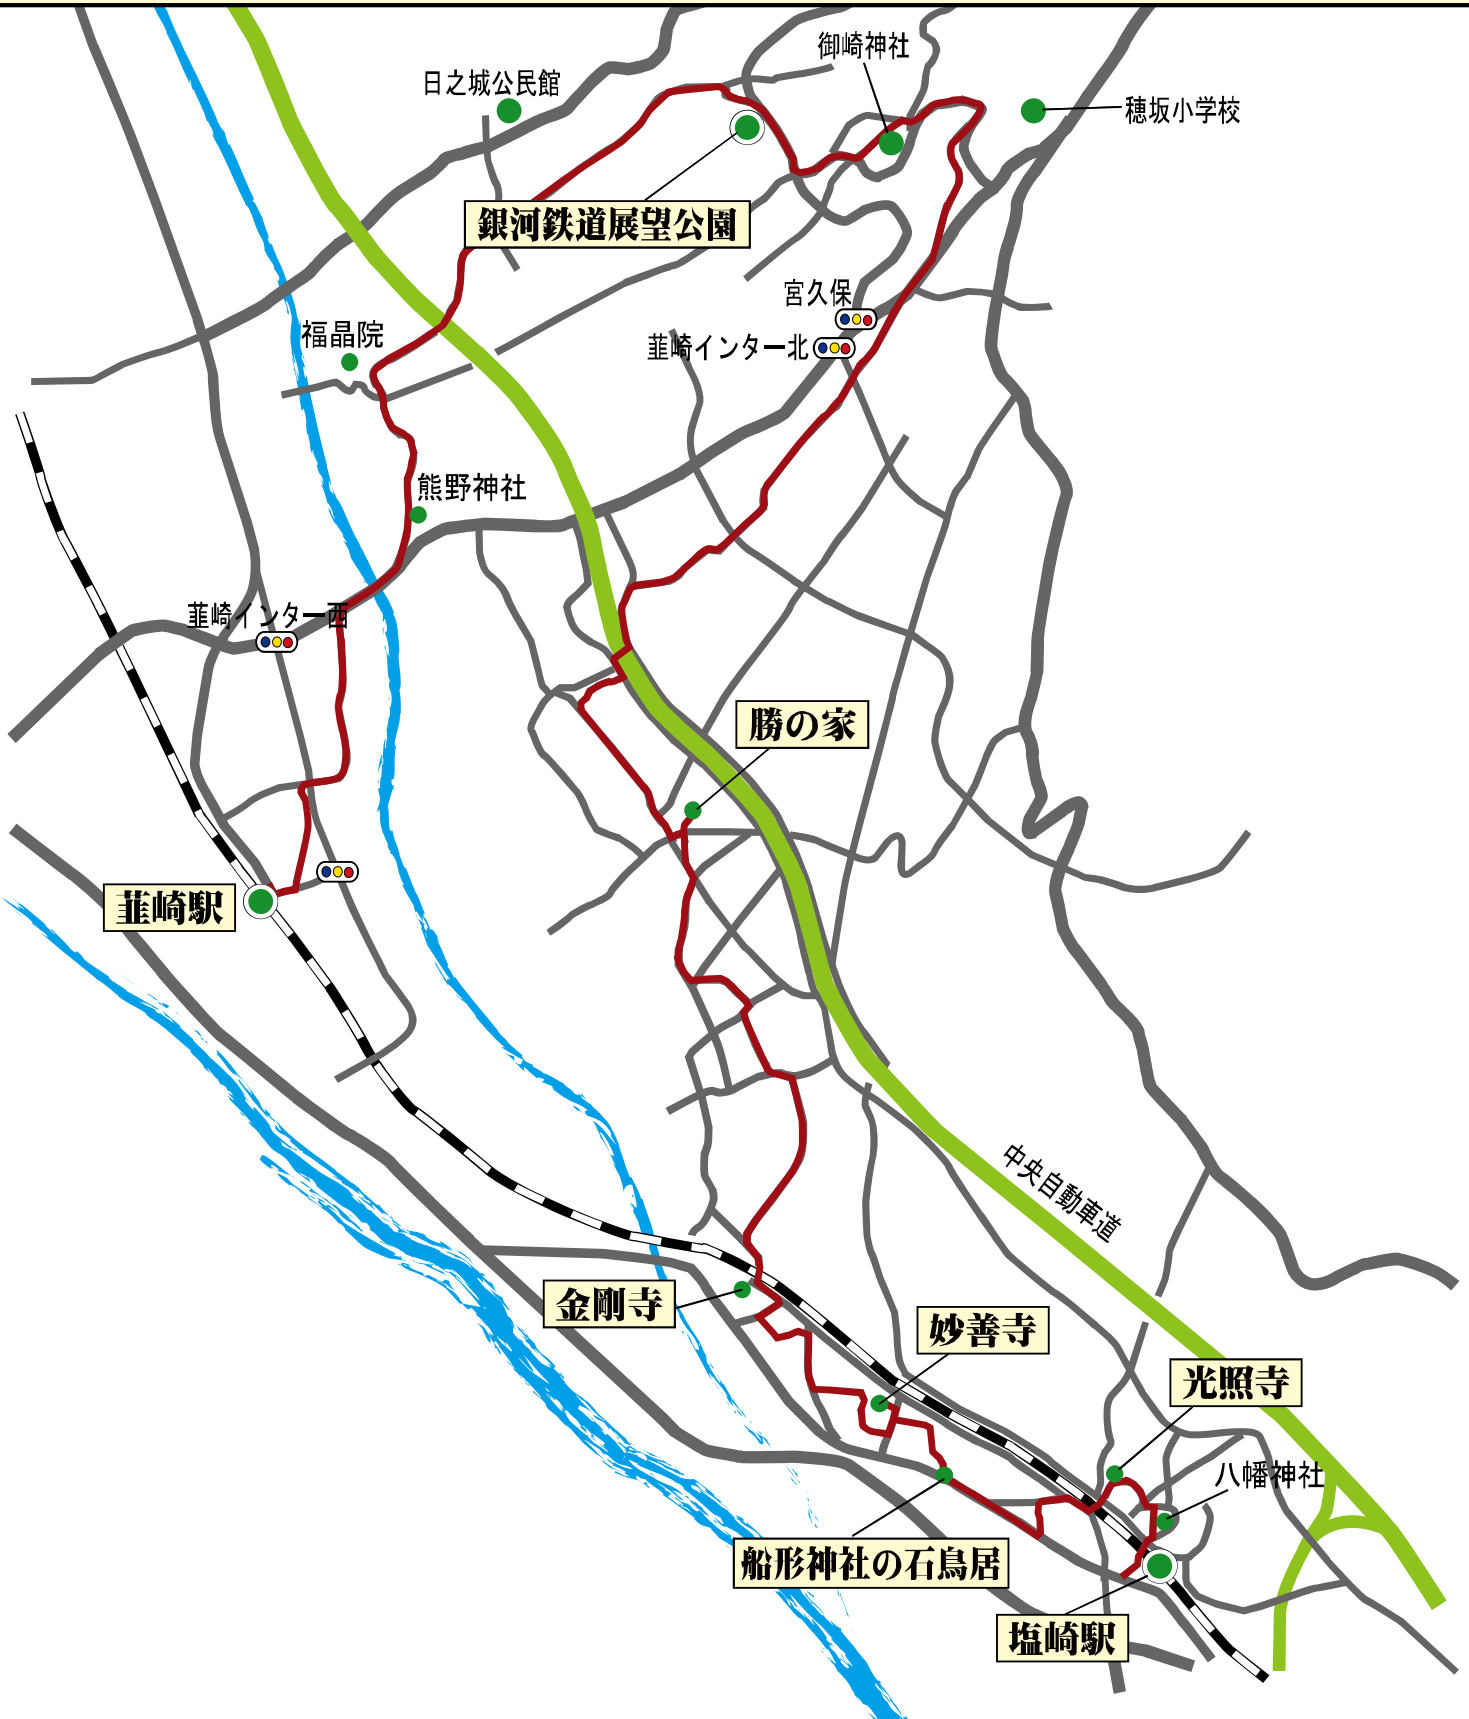 御崎神社
日之城公民館
穂坂小学校
銀河鉄道展望公園
宮久保
福晶院
韮崎インター北
熊野神社
韮崎インター西
勝の家
韮崎駅
中央自動車道
金剛寺
妙善寺
光照寺
八幡神社
船形神社の石鳥居
塩崎駅